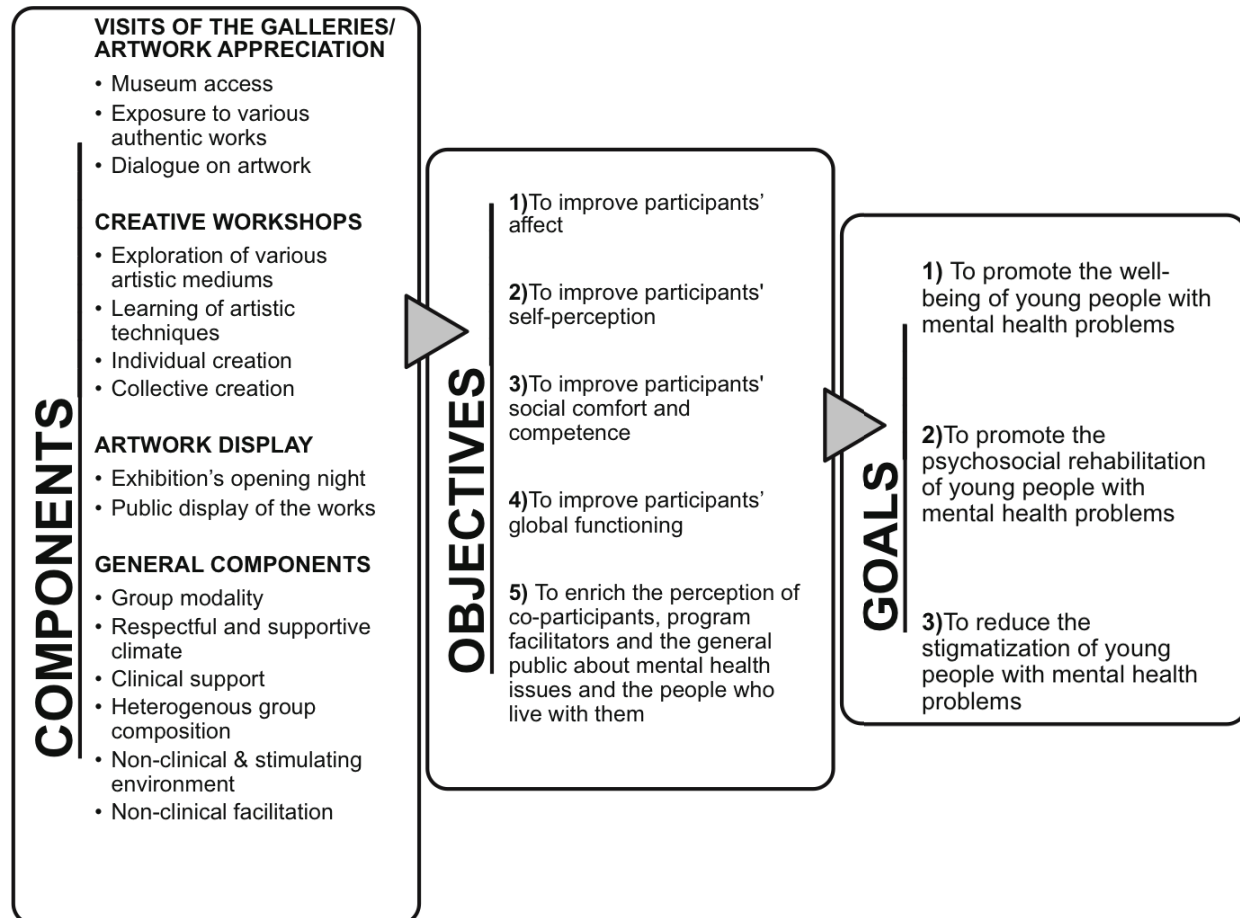 COMPONENTS
VISITS OF THE GALLERIES/
ARTWORK APPRECIATION
• Museum access
• Exposure to various
authentic works
• Dialogue on artwork
CREATIVE WORKSHOPS
• Exploration of various
artistic mediums
• Learning of artistic
techniques
• Individual creation
• Collective creation
ARTWORK DISPLAY
• Exhibition’s opening night
• Public display of the works
GENERAL COMPONENTS
• Group modality
• Respectful and supportive
climate
• Clinical support
• Heterogenous group
composition
• Non-clinical & stimulating
environment
• Non-clinical facilitation
OBJECTIVES
1)To improve participants’
affect
2)To improve participants'
self-perception
3)To improve participants'
social comfort and
competence
4)To improve participants’
global functioning
5) To enrich the perception of
co-participants, program
facilitators and the general
public about mental health
issues and the people who
live with them
GOALS
1) To promote the well-
being of young people with
mental health problems
2)To promote the
psychosocial rehabilitation
of young people with
mental health problems
3)To reduce the
stigmatization of young
people with mental health
problems